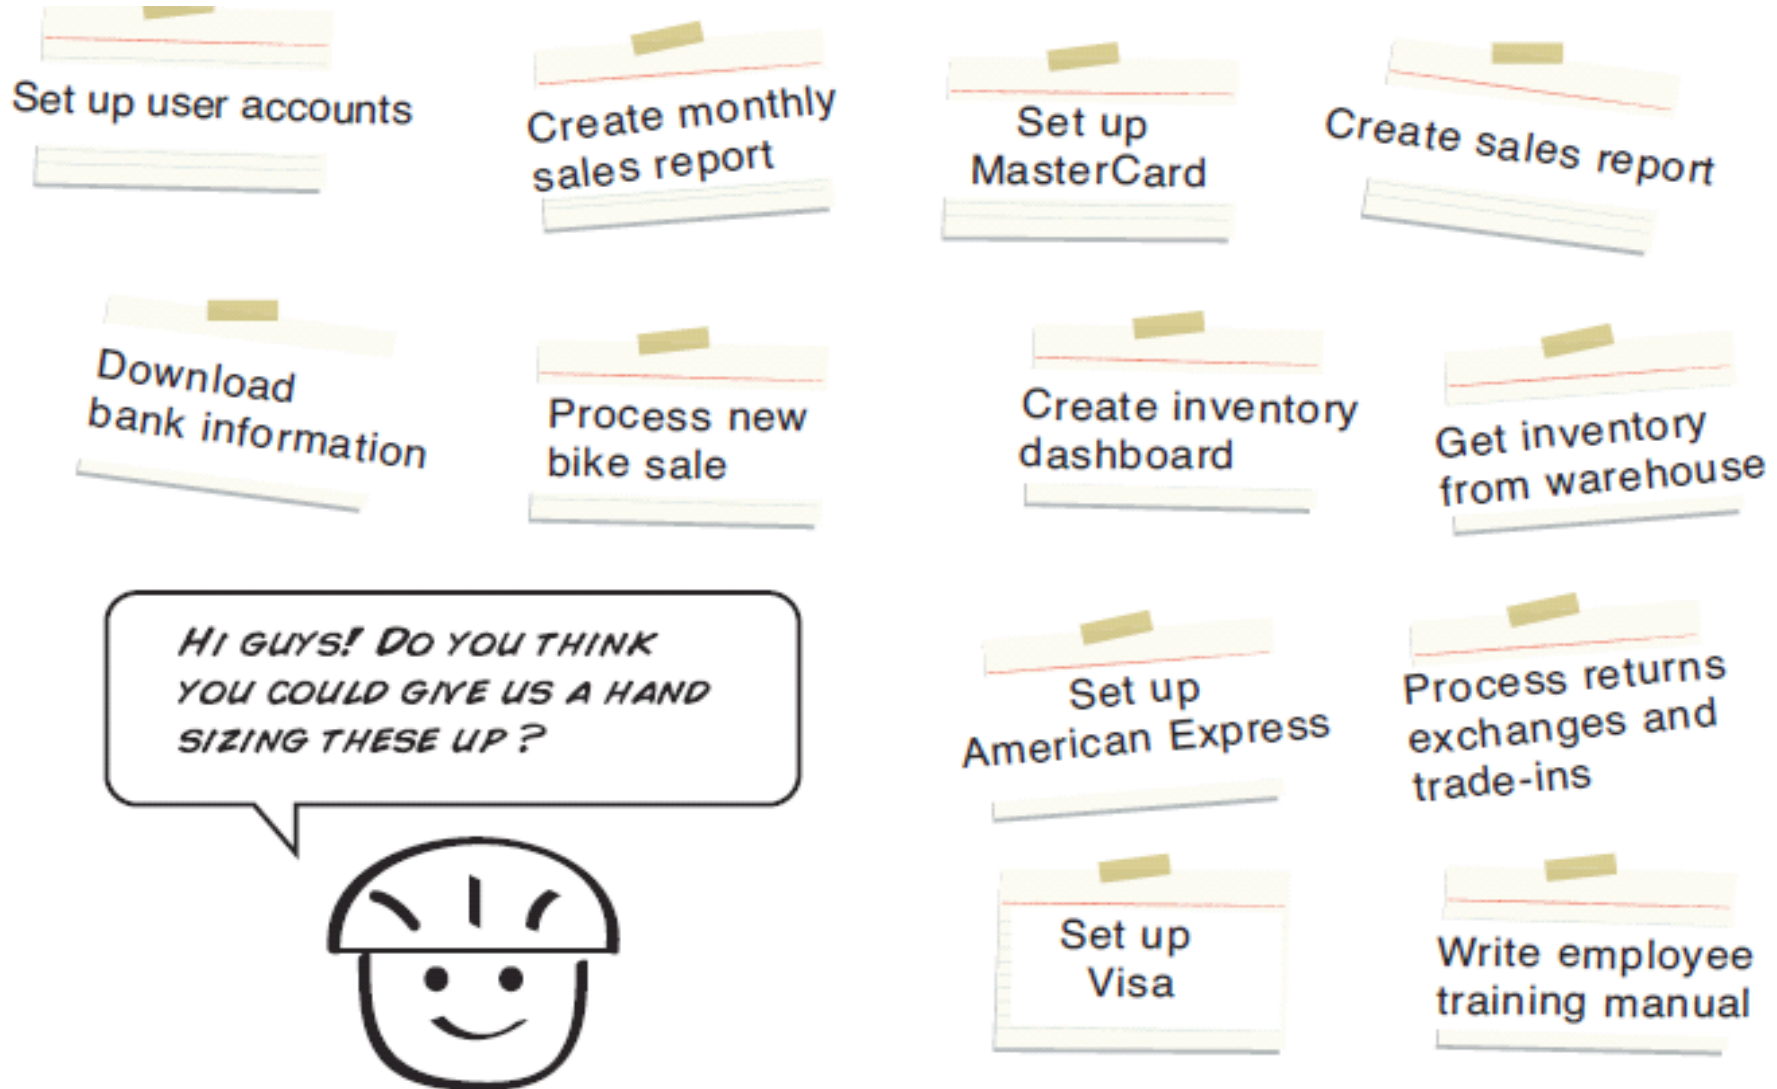 Set up user accounts
Create monthly
sales report
Set up
MasterCard
Create sales report
Download
bank information
Process new
bike sale
Create inventory
dashboard
Get inventory
from warehouse
HI GUYS! DO YOU THINK
YOU COULD GIVE US A HAND
SIZING THESE UP?
Set up
American Express
Process returns
exchanges and
trade-ins
Set up
Visa
Write employee
training manual